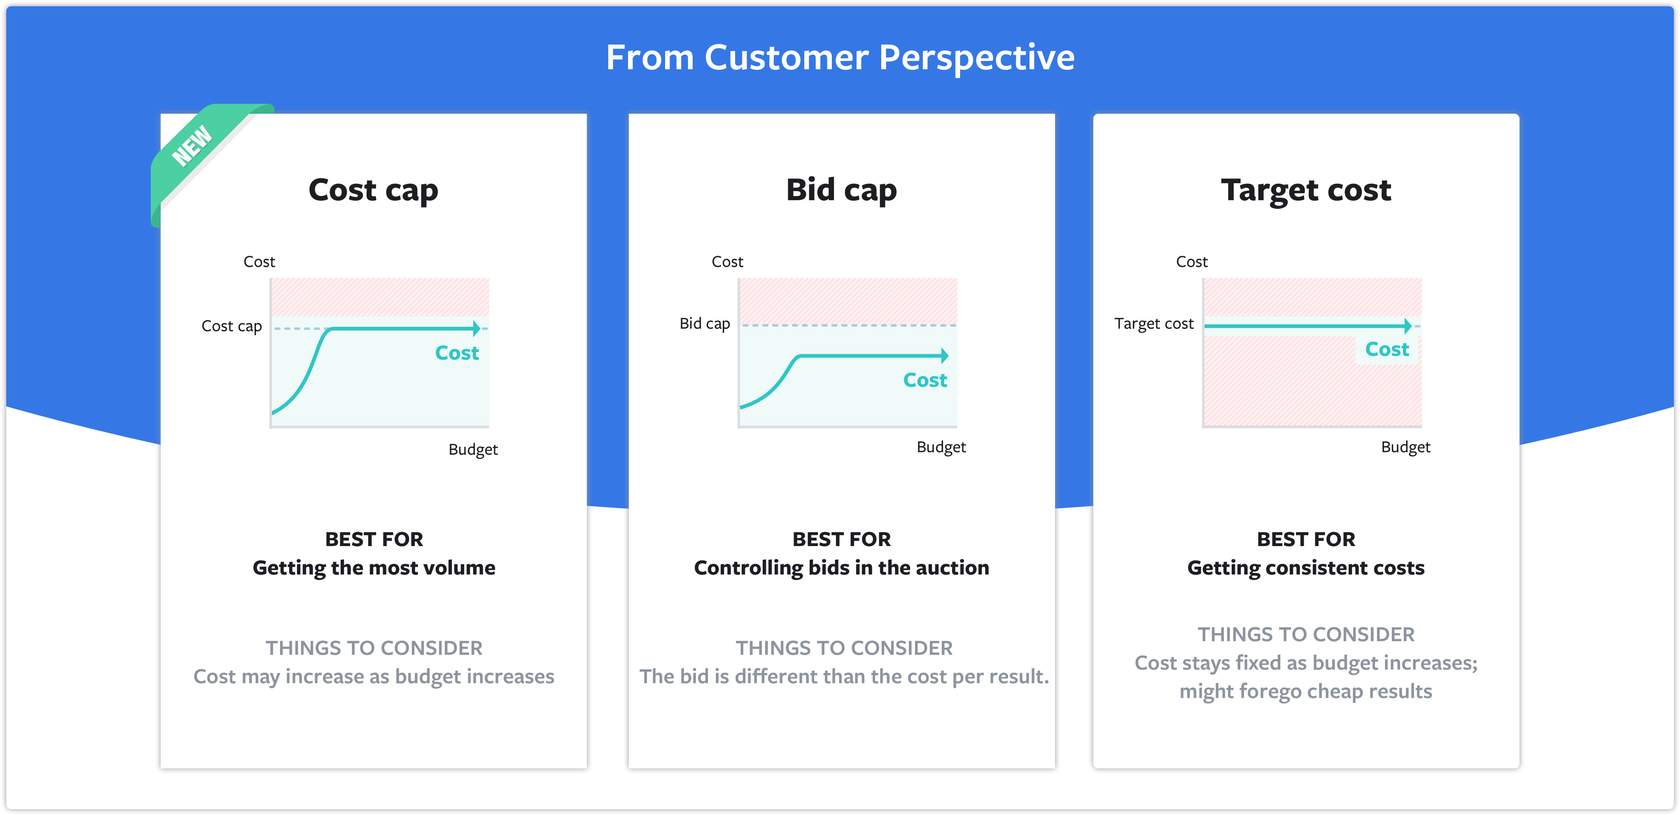 From Customer Perspective
NEW
Cost cap
Cost
Cost cap
Cost
Budget
BEST FOR
Getting the most volume
THINGS TO CONSIDER
Cost may increase as budget increases
Bid cap
Cost
Bid cap
Cost
Budget
BEST FOR
Controlling bids in the auction
THINGS TO CONSIDER
The bid is different than the cost per result.
Target cost
Cost
Target cost
Cost
Budget
BEST FOR
Getting consistent costs
THINGS TO CONSIDER
Cost stays fixed as budget increases;
might forego cheap results